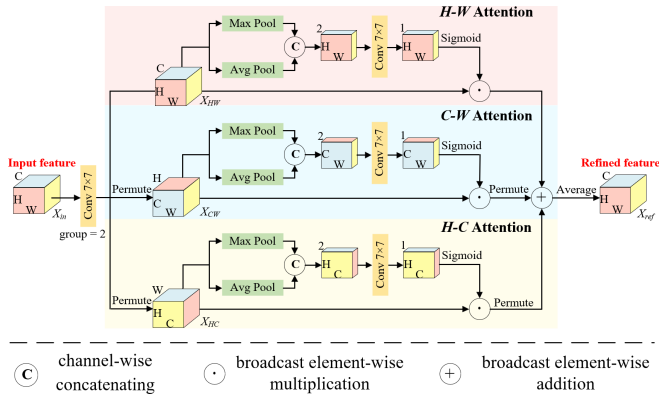 H-W Attention
Max Pool
Avg Pool
C
H
W
C
X_HW
2
H
W
Conv 7×7
1
H
W
Sigmoid
C-W Attention
Max Pool
Avg Pool
C
H
C
W
X_CW
2
C
W
Conv 7×7
1
C
W
Sigmoid
Permute
Input feature
C
H
W
X_in
Conv 7×7
group = 2
Permute
Permute
Average
Refined feature
C
H
W
X_ref
H-C Attention
Max Pool
Avg Pool
C
W
H
C
X_HC
2
H
C
Conv 7×7
1
H
C
Sigmoid
Permute
C
channel-wise
concatenating
broadcast element-wise
multiplication
broadcast element-wise
addition